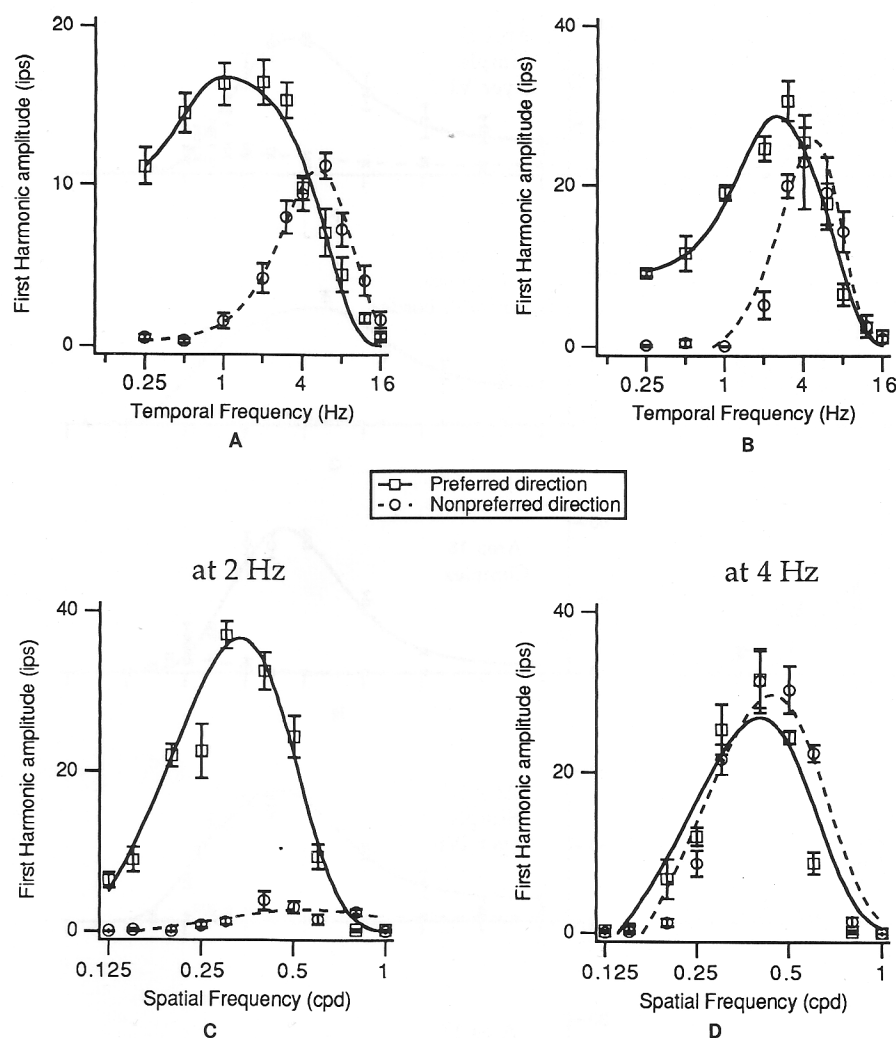 20
10
0
First Harmonic amplitude (ips)
0.25 1 4 16
Temporal Frequency (Hz)
A
40
20
0
First Harmonic amplitude (ips)
0.25 1 4 16
Temporal Frequency (Hz)
B
Preferred direction
Nonpreferred direction
at 2 Hz
40
20
0
First Harmonic amplitude (ips)
0.125 0.25 0.5 1
Spatial Frequency (cpd)
C
at 4 Hz
40
20
0
First Harmonic amplitude (ips)
0.125 0.25 0.5 1
Spatial Frequency (cpd)
D